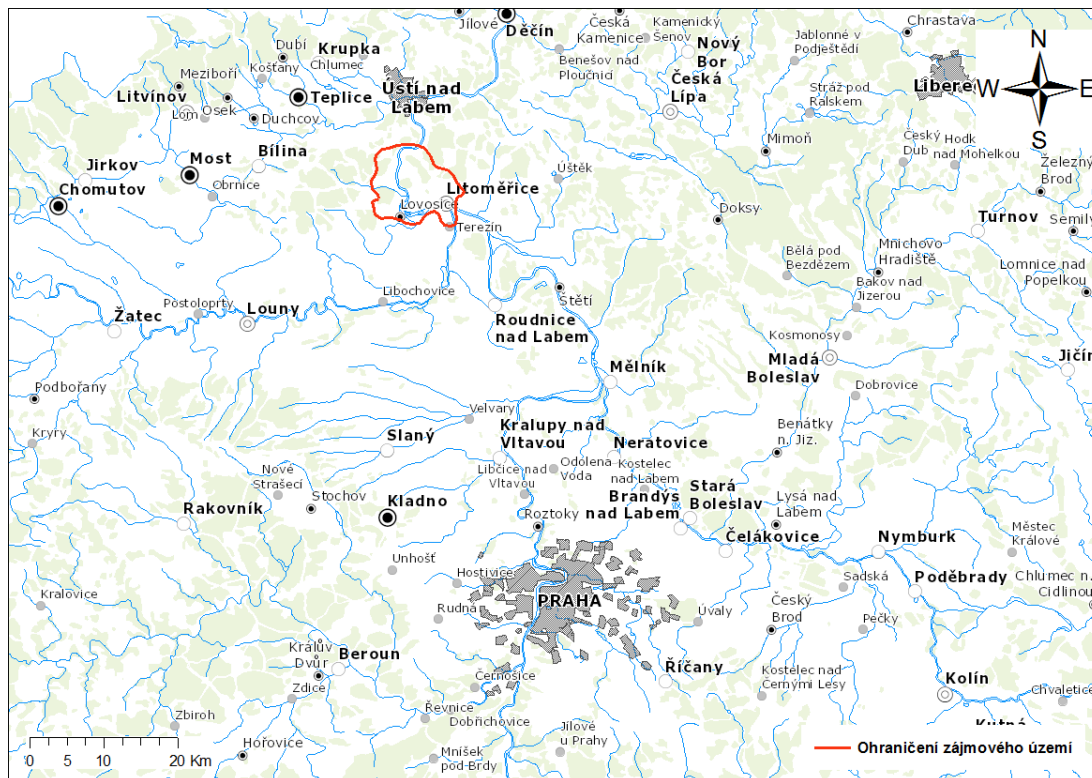 Jílové
Děčín
Česká
Kamenice
Kamenický
Šenov
Nový
Bor
Jablonné v
Podještědí
Chrastava
N
Dubí
Krupka
Chlumec
Košťany
Meziboří
Benešov nad
Ploučnicí
Česká
Lípa
Stráž pod
Ralskem
Libere
W
E
S
Litvínov
Lom
Osek
Teplice
Duchcov
Ústí nad
Labem
Mimoň
Český
Dub
Hodk
nad Mohelkou
Železný
Brod
Jirkov
Chomutov
Most
Bílina
Obrnice
Litoměřice
Lovosice
Terezín
Úštěk
Doksy
Turnov
Semily
Bělá pod
Bezdězem
Mňichovo
Hradiště
Lomnice nad
Popelkou
Bakov nad
Jizerou
Žatec
Postoloprty
Louny
Libochovice
Štětí
Roudnice
nad Labem
Kosmonosy
Mladá
Boleslav
Jičín
Mělník
Dobrovice
Podbořany
Kryry
Velvary
Slaný
Kralupy nad
Vltavou
Neratovice
Benátky
n. Jiz.
Libčice nad
Vltavou
Odolena
Voda
Kostelec
nad Labem
Nové
Strašecí
Stochov
Kladno
Rakovník
Brandýs
nad Labem
Stará
Boleslav
Lysá nad
Labem
Roztoky
Čelákovice
Nymburk
Městec
Králové
Unhošť
Hostivice
PRAHA
Sadská
Poděbrady
Chlumec n.
Cidlinou
Kralovice
Rudná
Úvaly
Český
Brod
Pečky
Králův
Dvůr
Beroun
Zdice
Černošice
Říčany
Kostelec nad
Černými Lesy
Kolín
Chvaletice
Zbiroh
Řevnice
Dobřichovice
Jílové
u Prahy
Kutná
Hořovice
Mníšek
pod-Brdy
0 5 10 20 Km
Ohraničení zájmového území